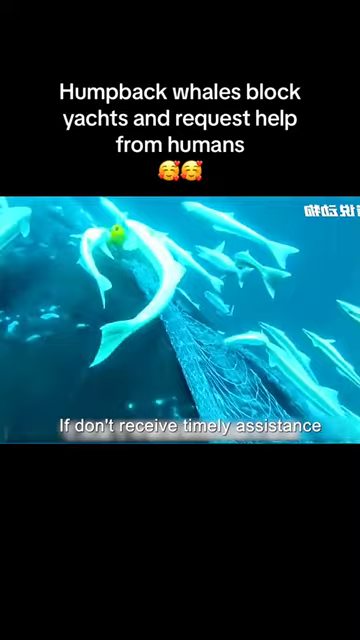 Humpback whales block
yachts and request help
from humans
🥰🥰
If don't receive timely assistance